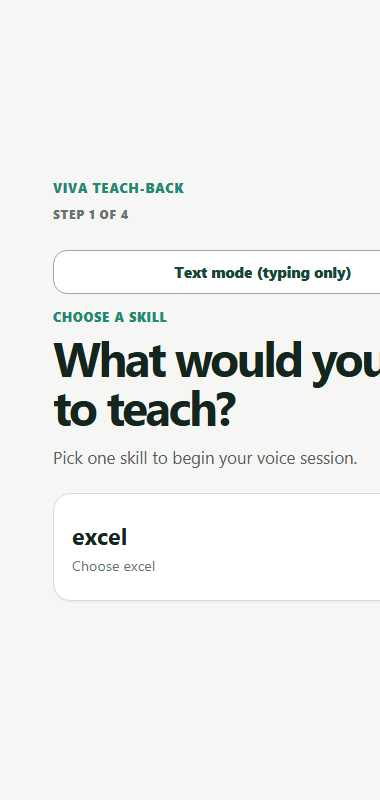 VIVA TEACH-BACK
STEP 1 OF 4
Text mode (typing only)
CHOOSE A SKILL
What would you
to teach?
Pick one skill to begin your voice session.
excel
Choose excel